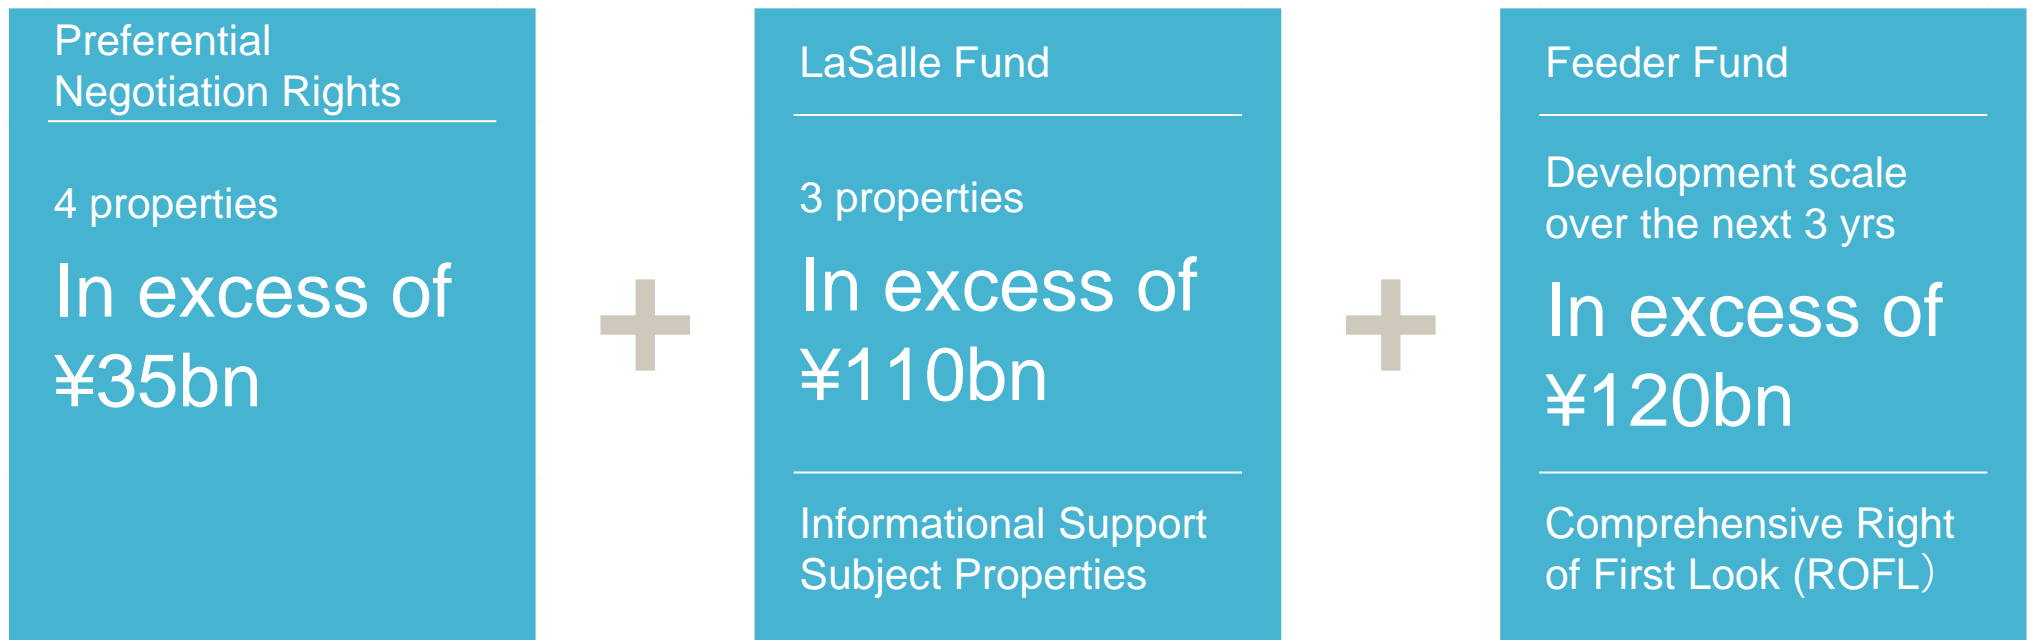 Preferential
Negotiation Rights
4 properties
In excess of
¥35bn
+
LaSalle Fund
3 properties
In excess of
¥110bn
Informational Support
Subject Properties
+
Feeder Fund
Development scale
over the next 3 yrs
In excess of
¥120bn
Comprehensive Right
of First Look (ROFL）